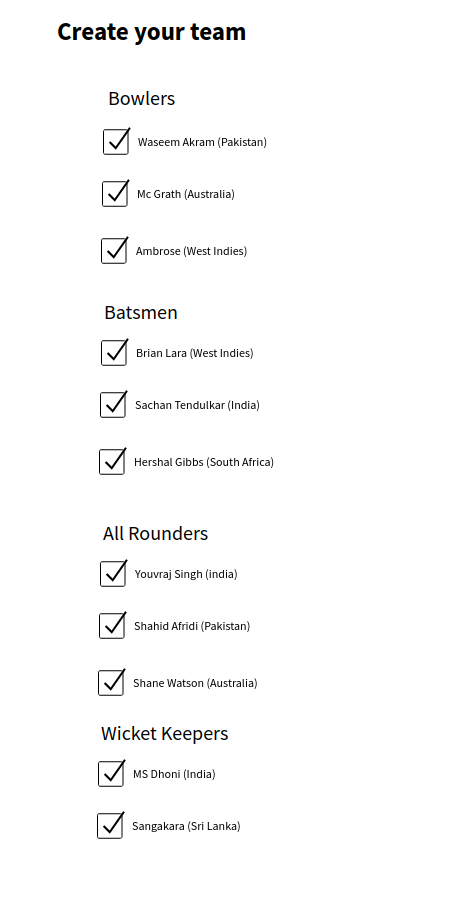 Create your team
Bowlers
Waseem Akram (Pakistan)
Mc Grath (Australia)
Ambrose (West Indies)
Batsmen
Brian Lara (West Indies)
Sachan Tendulkar (India)
Hershal Gibbs (South Africa)
All Rounders
Youvraj Singh (india)
Shahid Afridi (Pakistan)
Shane Watson (Australia)
Wicket Keepers
MS Dhoni (India)
Sangakara (Sri Lanka)